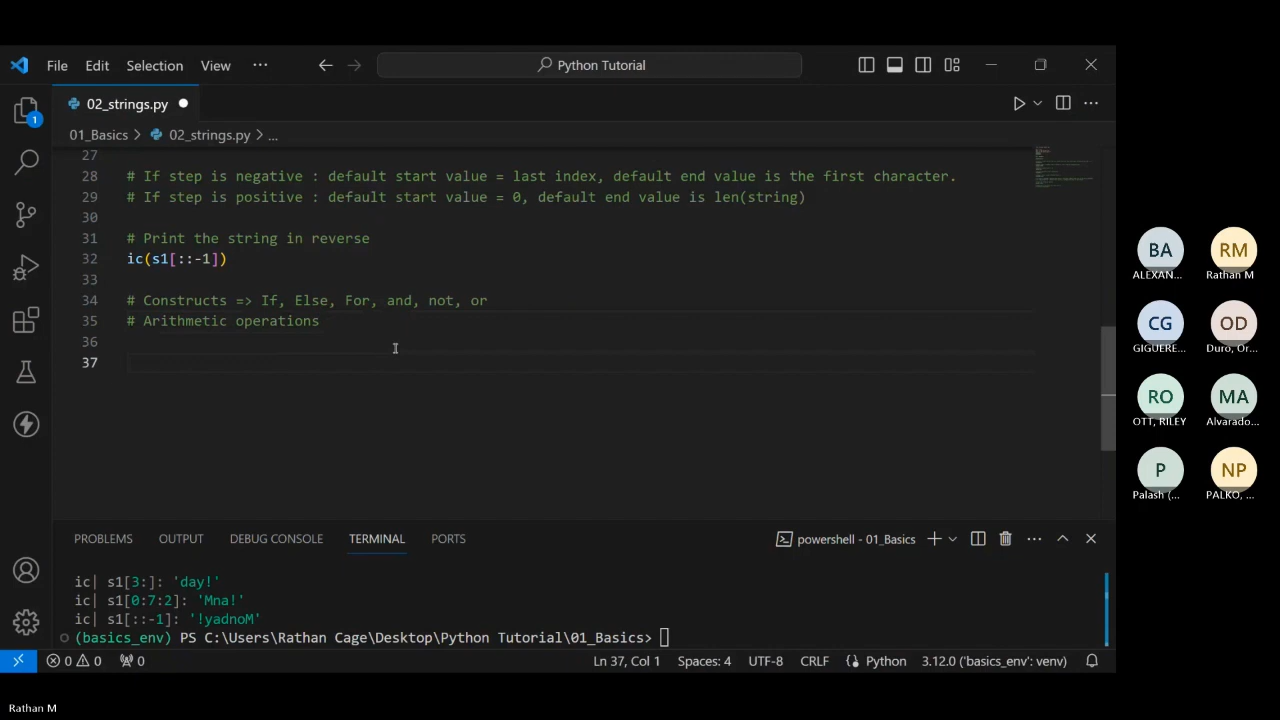 File Edit Selection View ··· Python Tutorial
02_strings.py
01_Basics > 02_strings.py > ...
27
28 # If step is negative : default start value = last index, default end value is the first character.
29 # If step is positive : default start value = 0, default end value is len(string)
30
31 # Print the string in reverse
32 ic(s1[::-1])
33
34 # Constructs => If, Else, For, and, not, or
35 # Arithmetic operations
36
37
1
PROBLEMS OUTPUT DEBUG CONSOLE TERMINAL PORTS powershell - 01_Basics
ic| s1[3:]: 'day!'
ic| s1[0:7:2]: 'Mna!'
ic| s1[::-1]: '!yadnoM'
(basics_env) PS C:\Users\Rathan Cage\Desktop\Python Tutorial\01_Basics>
0 0 0 Ln 37, Col 1 Spaces: 4 UTF-8 CRLF Python 3.12.0 ('basics_env': venv)
BA RM
ALEXAN... Rathan M
CG OD
GIGUERE... Duro, Or...
RO MA
OTT, RILEY Alvarado...
P NP
Palash (... PALKO, ...
Rathan M